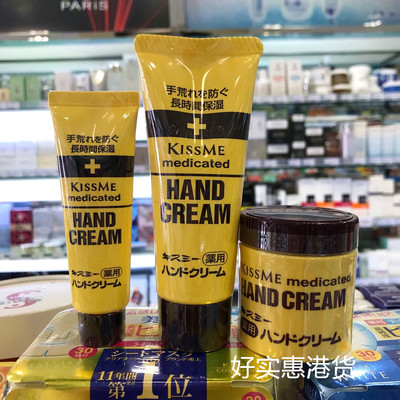 PARIS
手荒れを防ぐ
長時間保湿
KISSME
medicated
HAND
CREAM
キスミー 薬用
ハンドクリーム
手荒れを防ぐ
長時間保湿
KISSME
medicated
HAND
CREAM
キスミー 薬用
ハンドクリーム
KISSME medicated
HAND CREAM
キスミー
薬用 ハンドクリーム
11年
第1位
好实惠港货